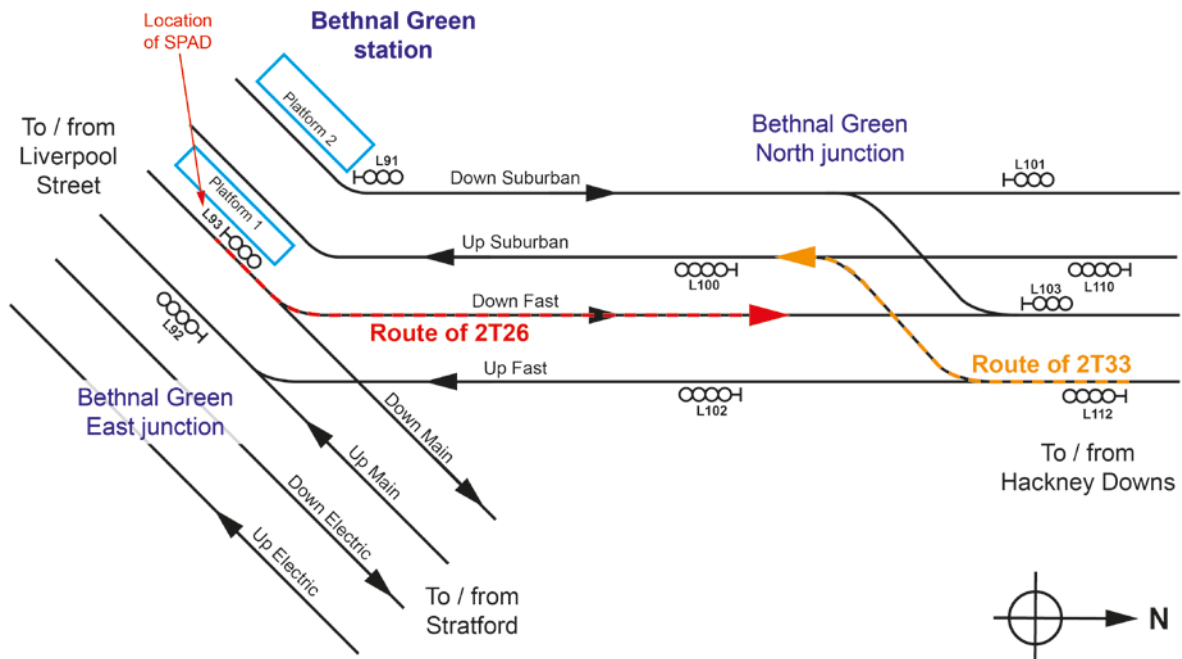 Location
of SPAD
Bethnal Green
station
To / from
Liverpool
Street
Platform 2
Platform 1
L91
L93
L92
Bethnal Green
North junction
L101
Down Suburban
Up Suburban
L100
L110
L103
Down Fast
Route of 2T26
Up Fast
Route of 2T33
L102
L112
Bethnal Green
East junction
Down Main
Up Main
Down Electric
Up Electric
To / from
Hackney Downs
To / from
Stratford
N